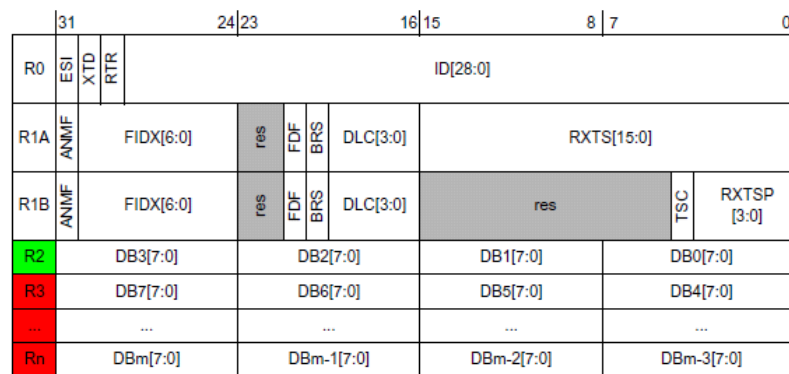 31 24 23 16 15 8 7 0
R0 ESI XTD RTR ID[28:0]
R1A ANMF FIDX[6:0] res FDF BRS DLC[3:0] RXTS[15:0]
R1B ANMF FIDX[6:0] res FDF BRS DLC[3:0] res TSC RXTSP
[3:0]
R2 DB3[7:0] DB2[7:0] DB1[7:0] DB0[7:0]
R3 DB7[7:0] DB6[7:0] DB5[7:0] DB4[7:0]
... ... ... ... ...
Rn DBm[7:0] DBm-1[7:0] DBm-2[7:0] DBm-3[7:0]